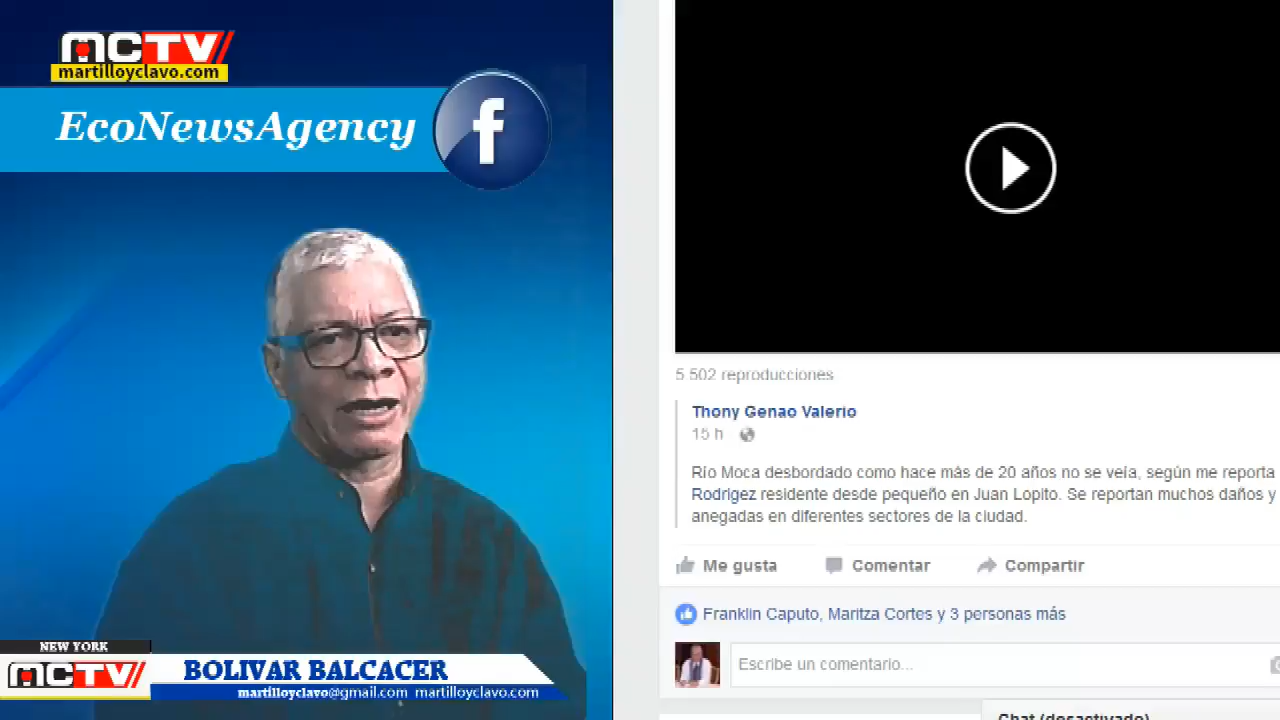 MCTV
martilloyclavo.com
EcoNewsAgency
f
NEW YORK
MCTV
BOLIVAR BALCACER
martilloyclavo@gmail.com martilloyclavo.com
5 502 reproducciones
Thony Genao Valerio
15 h
Río Moca desbordado como hace más de 20 años no se veía, según me reporta
Rodrigez residente desde pequeño en Juan Lopito. Se reportan muchos daños y
anegadas en diferentes sectores de la ciudad.
Me gusta Comentar Compartir
Franklin Caputo, Maritza Cortes y 3 personas más
Escribe un comentario...
Chat (desactivado)